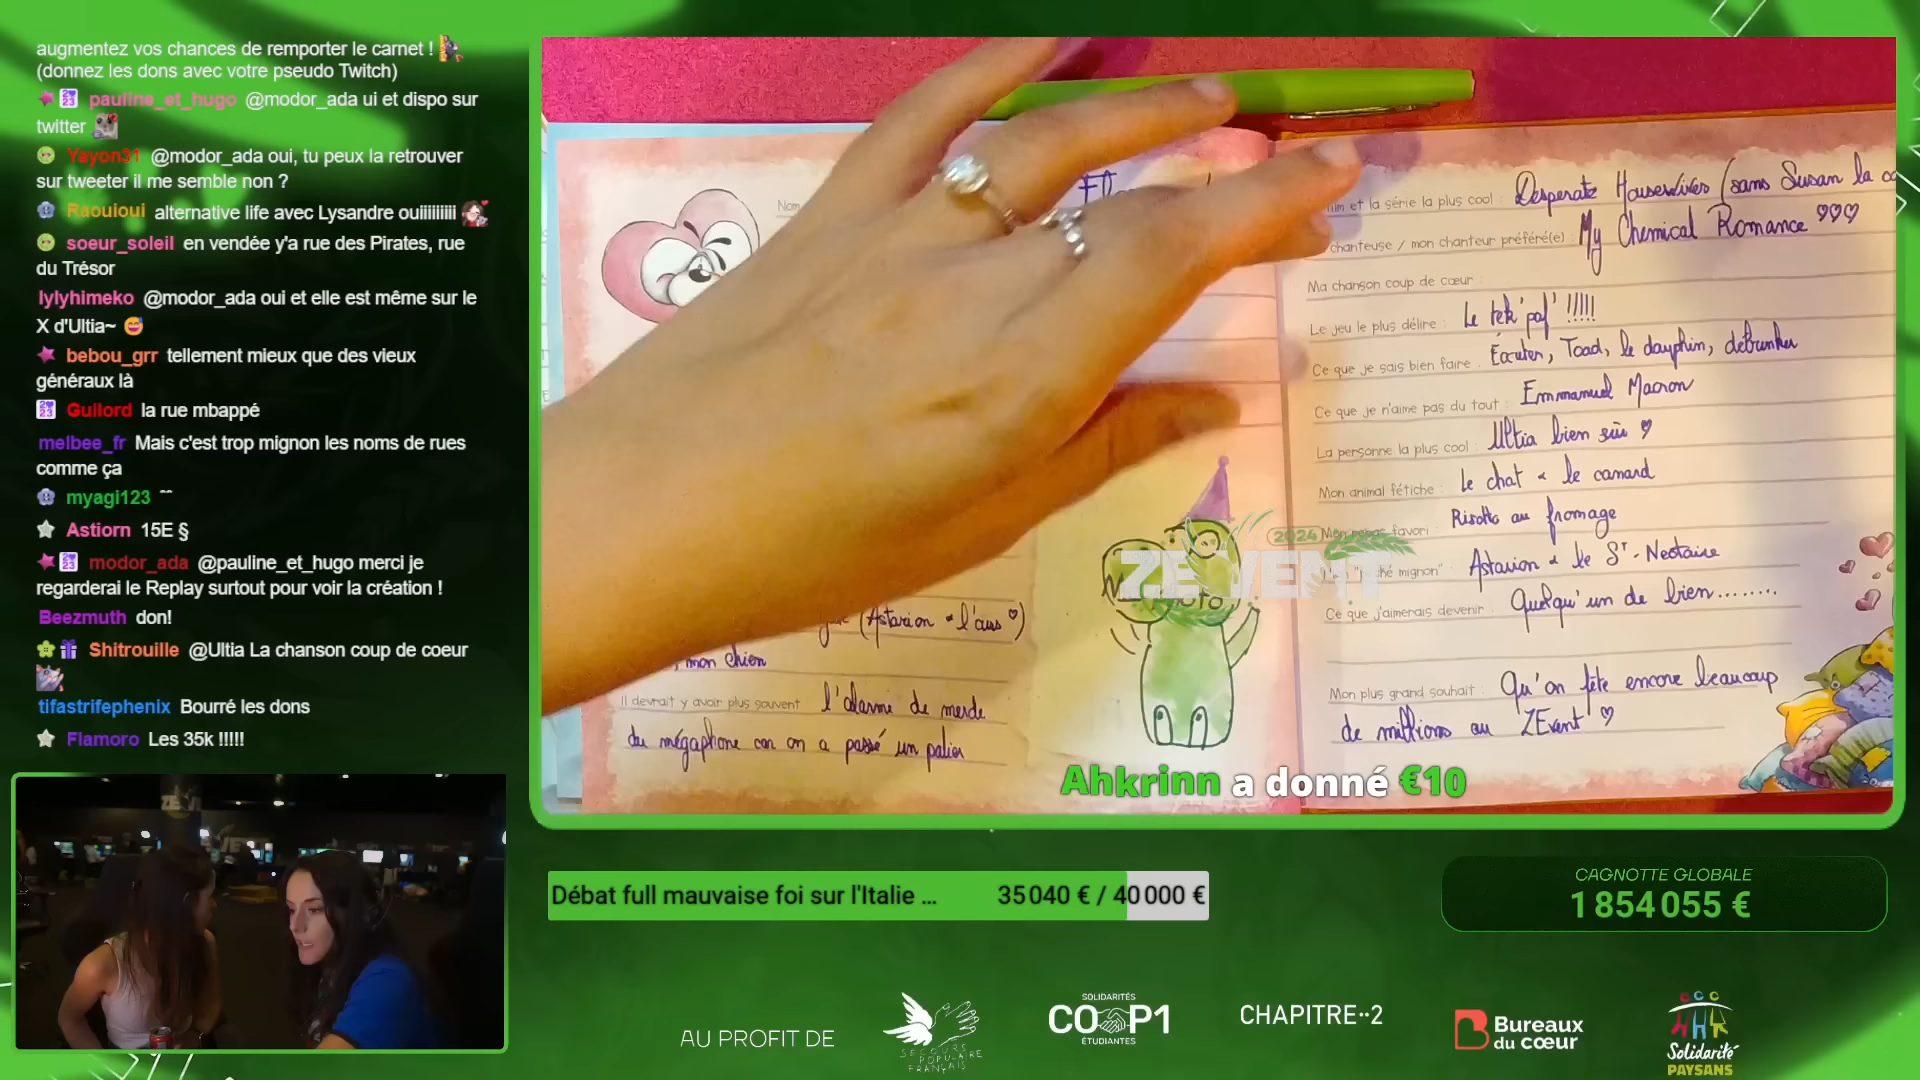 augmentez vos chances de remporter le carnet !
(donnez les dons avec votre pseudo Twitch)
pauline_et_hugo @modor_ada ui et dispo sur
twitter
Yayon31 @modor_ada oui, tu peux la retrouver
sur tweeter il me semble non ?
Raouioui alternative life avec Lysandre ouiiiiiiiii
soeur_soleil en vendée y'a rue des Pirates, rue
du Trésor
lylyhimeko @modor_ada oui et elle est même sur le
X d'Ultia~
bebou_grr tellement mieux que des vieux
généraux là
Guilord la rue mbappé
melbee_fr Mais c'est trop mignon les noms de rues
comme ça
myagi123 ^^
Astiorn 15E §
modor_ada @pauline_et_hugo merci je
regarderai le Replay surtout pour voir la création !
Beezmuth don!
Shitrouille @Ultia La chanson coup de coeur
tifastrifephenix Bourré les dons
Flamoro Les 35k !!!!!
Nom
(Astarion & l'ours ♡)
mon chien
Il devrait y avoir plus souvent l'alarme de merde
du mégaphone car on a passé un palier
film et la série la plus cool : Desperate Housewives (sans Susan la
chanteuse / mon chanteur préféré(e) : My Chemical Romance ♡♡♡
Ma chanson coup de cœur :
Le jeu le plus délire : Le tek' paf' !!!!!
Ce que je sais bien faire : Écouter, Toad, le dauphin, débunker
Ce que je n'aime pas du tout : Emmanuel Macron
La personne la plus cool : Ultia bien sûr ♡
Mon animal fétiche : Le chat & le canard
Mon repas favori Risotto au fromage
mignon" Astarion & le St-Nectaire
Ce que j'aimerais devenir : Quelqu'un de bien........
Mon plus grand souhait : Qu'on fête encore beaucoup
de millions au ZEvent ♡
2024
ZEVENT
Ahkrinn a donné €10
Débat full mauvaise foi sur l'Italie ... 35 040 € / 40 000 €
CAGNOTTE GLOBALE
1 854 055 €
AU PROFIT DE
SECOURS
POPULAIRE
FRANÇAIS
SOLIDARITÉS
COP1
ÉTUDIANTES
CHAPITRE··2
Bureaux
du cœur
Solidarité
PAYSANS